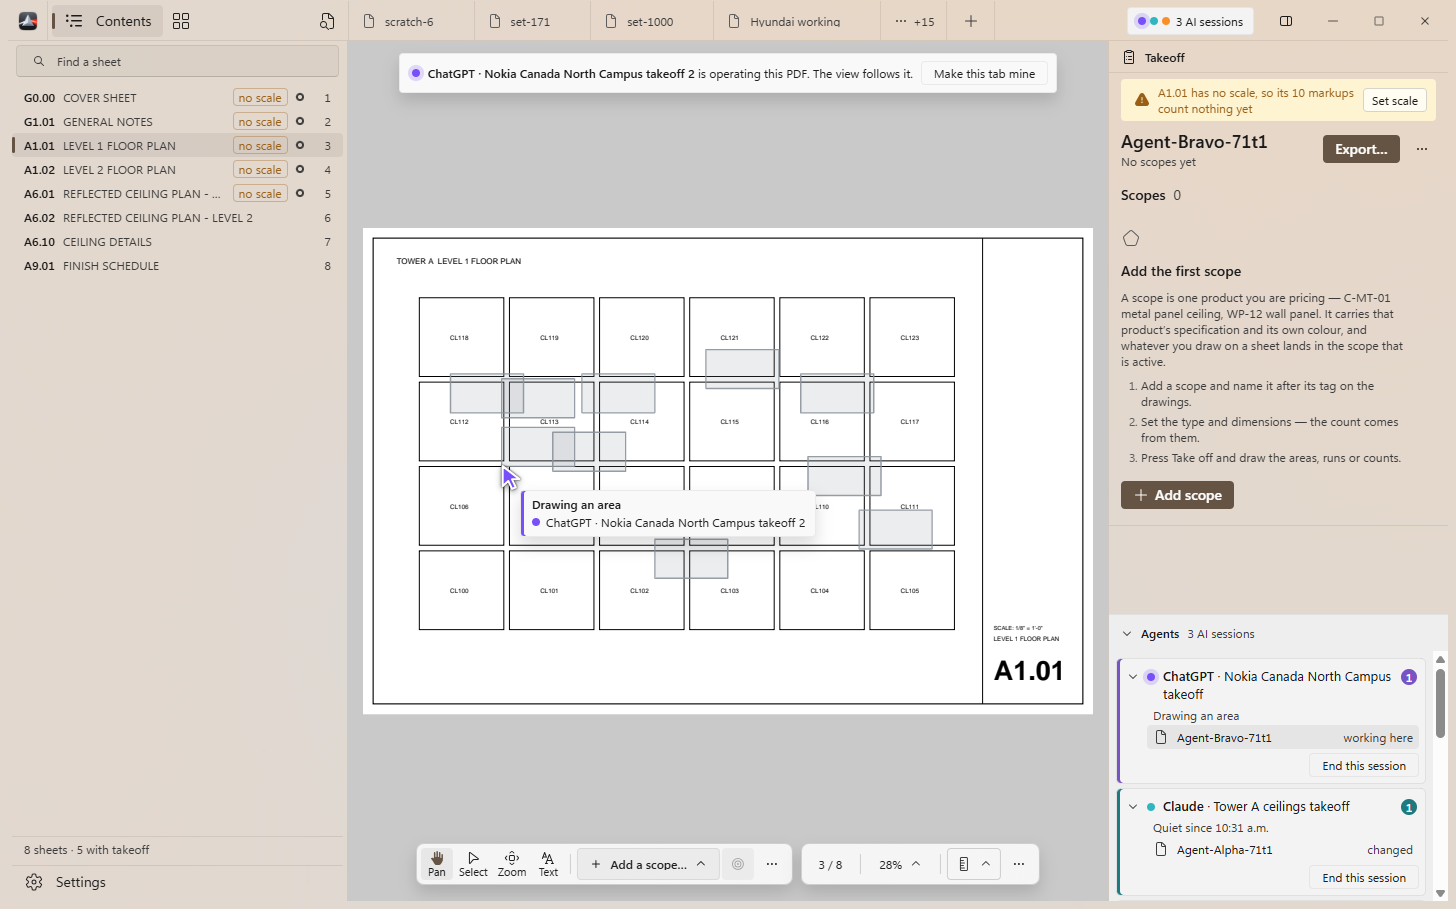 Contents
scratch-6
set-171
set-1000
Hyundai working
+15
3 AI sessions
Find a sheet
G0.00 COVER SHEET no scale 1
G1.01 GENERAL NOTES no scale 2
A1.01 LEVEL 1 FLOOR PLAN no scale 3
A1.02 LEVEL 2 FLOOR PLAN no scale 4
A6.01 REFLECTED CEILING PLAN - ... no scale 5
A6.02 REFLECTED CEILING PLAN - LEVEL 2 6
A6.10 CEILING DETAILS 7
A9.01 FINISH SCHEDULE 8
8 sheets · 5 with takeoff
Settings
ChatGPT · Nokia Canada North Campus takeoff 2 is operating this PDF. The view follows it. Make this tab mine
TOWER A LEVEL 1 FLOOR PLAN
CL118 CL119 CL120 CL121 CL122 CL123
CL112 CL113 CL114 CL115 CL116 CL117
CL106 L110 CL111
Drawing an area
ChatGPT · Nokia Canada North Campus takeoff 2
CL100 CL101 CL102 CL103 CL104 CL105
SCALE: 1/8" = 1'-0"
LEVEL 1 FLOOR PLAN
A1.01
Pan
Select
Zoom
Text
Add a scope...
3 / 8
28%
Takeoff
A1.01 has no scale, so its 10 markups
count nothing yet
Set scale
Agent-Bravo-71t1
No scopes yet
Export...
Scopes 0
Add the first scope
A scope is one product you are pricing — C-MT-01
metal panel ceiling, WP-12 wall panel. It carries that
product's specification and its own colour, and
whatever you draw on a sheet lands in the scope that
is active.
1. Add a scope and name it after its tag on the
drawings.
2. Set the type and dimensions — the count comes
from them.
3. Press Take off and draw the areas, runs or counts.
Add scope
Agents 3 AI sessions
ChatGPT · Nokia Canada North Campus 1
takeoff
Drawing an area
Agent-Bravo-71t1 working here
End this session
Claude · Tower A ceilings takeoff 1
Quiet since 10:31 a.m.
Agent-Alpha-71t1 changed
End this session